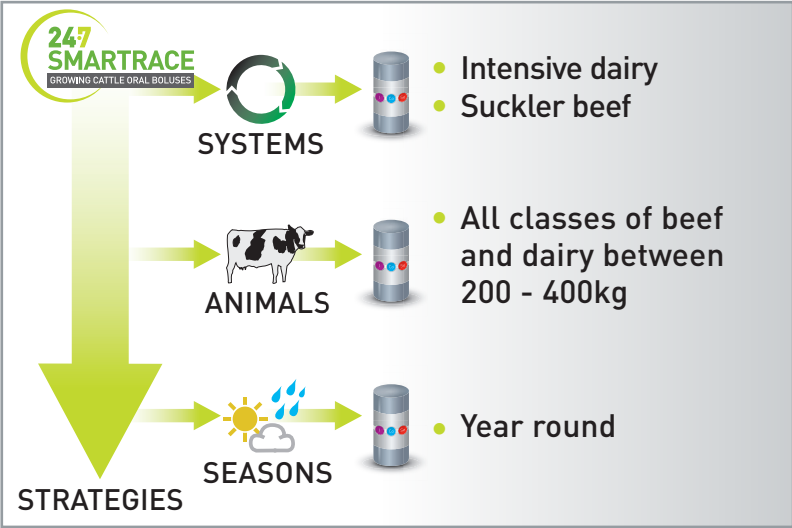 24:7
SMARTRACE
GROWING CATTLE ORAL BOLUSES
SYSTEMS
• Intensive dairy
• Suckler beef
ANIMALS
• All classes of beef
and dairy between
200 - 400kg
SEASONS
• Year round
STRATEGIES